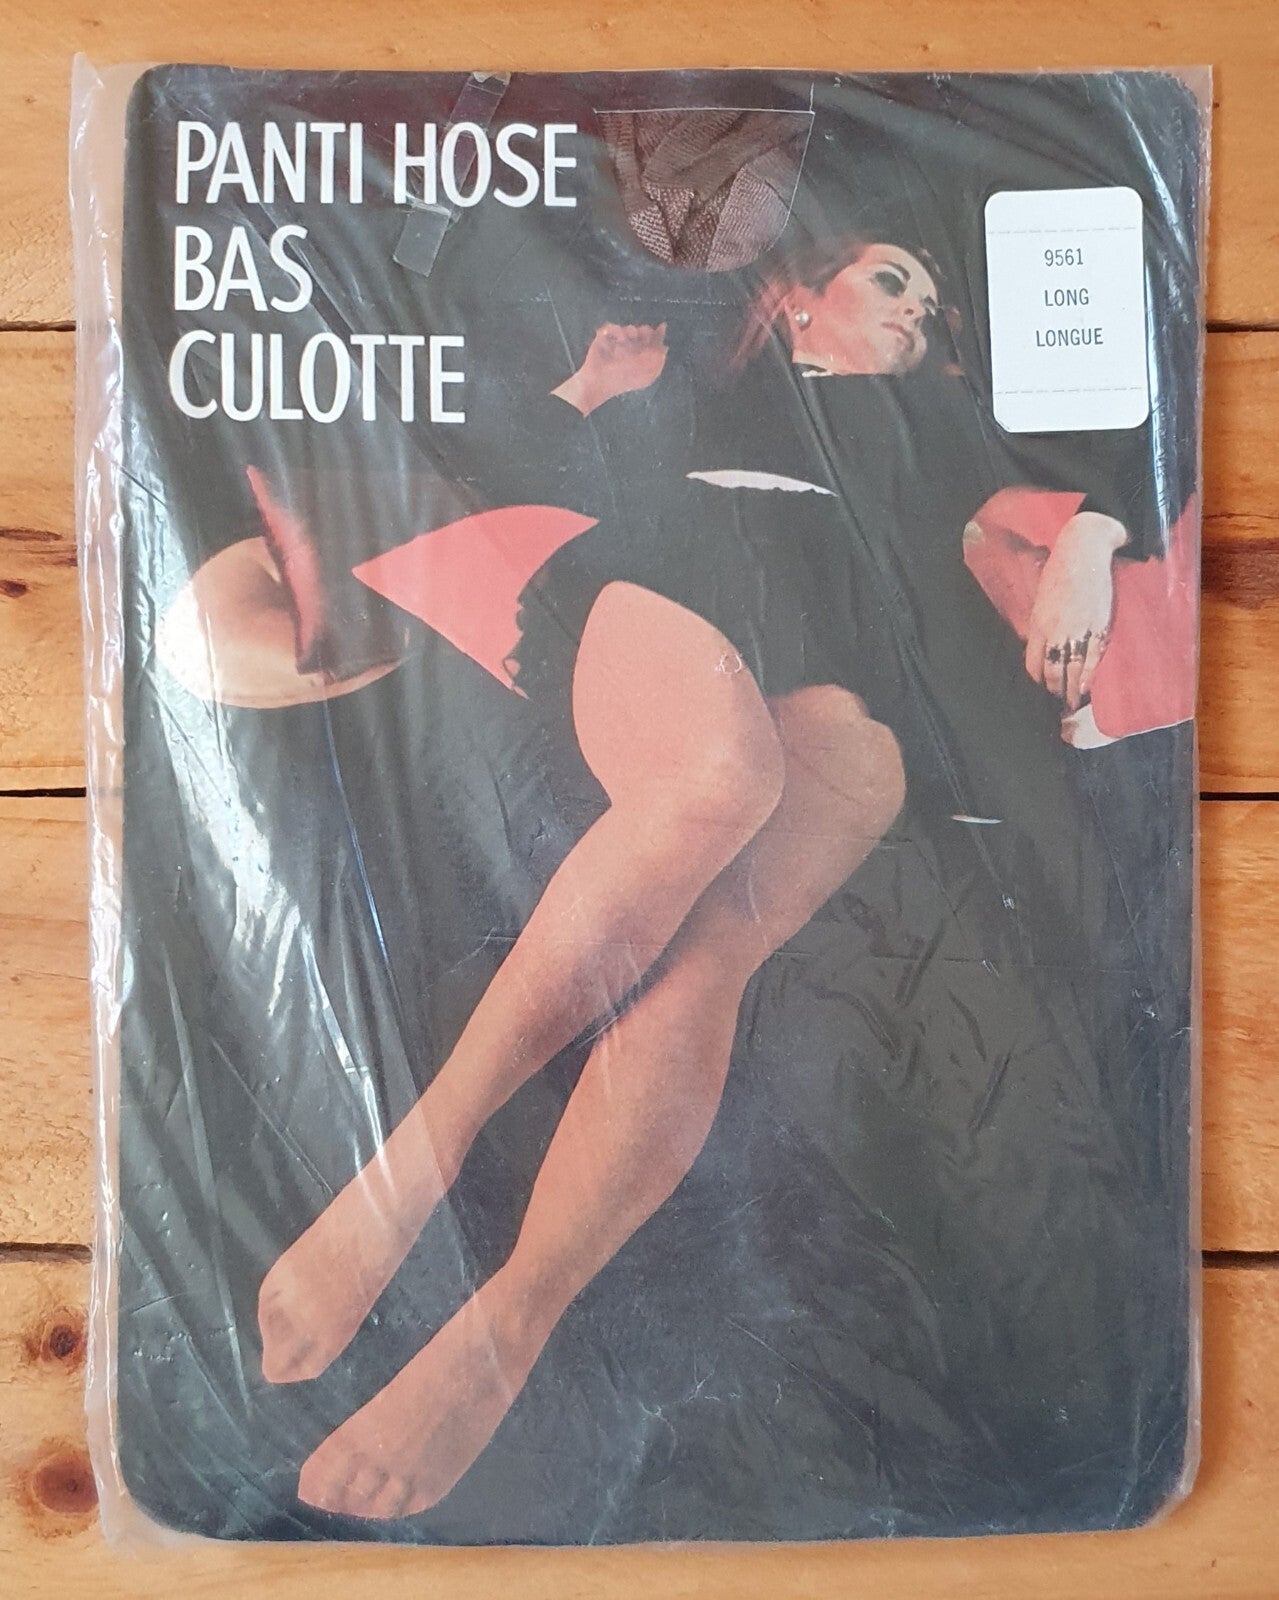 PANTI HOSE
BAS
CULOTTE
9561
LONG
LONGUE